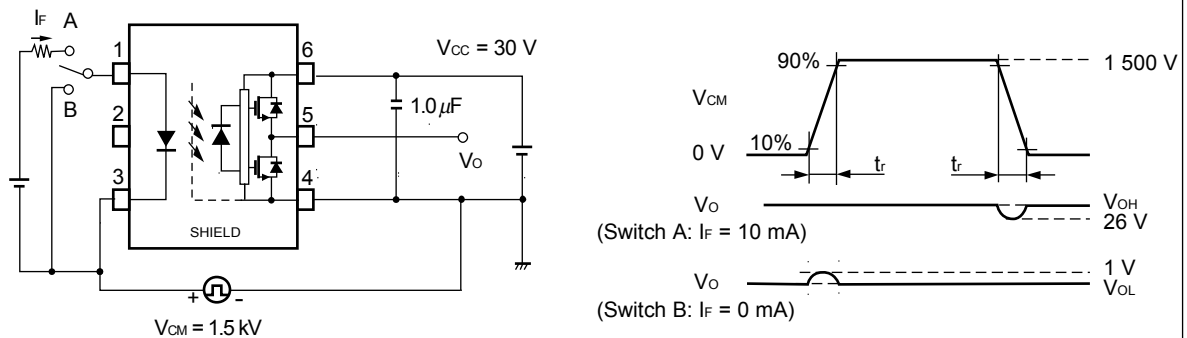 IF A
B
1
2
3
6
5
4
SHIELD
VCC = 30 V
1.0 μF
VO
+ -
VCM = 1.5 kV
90%
10%
VCM
0 V
1 500 V
tr tr
VO
(Switch A: IF = 10 mA)
VOH
26 V
VO
(Switch B: IF = 0 mA)
1 V
VOL